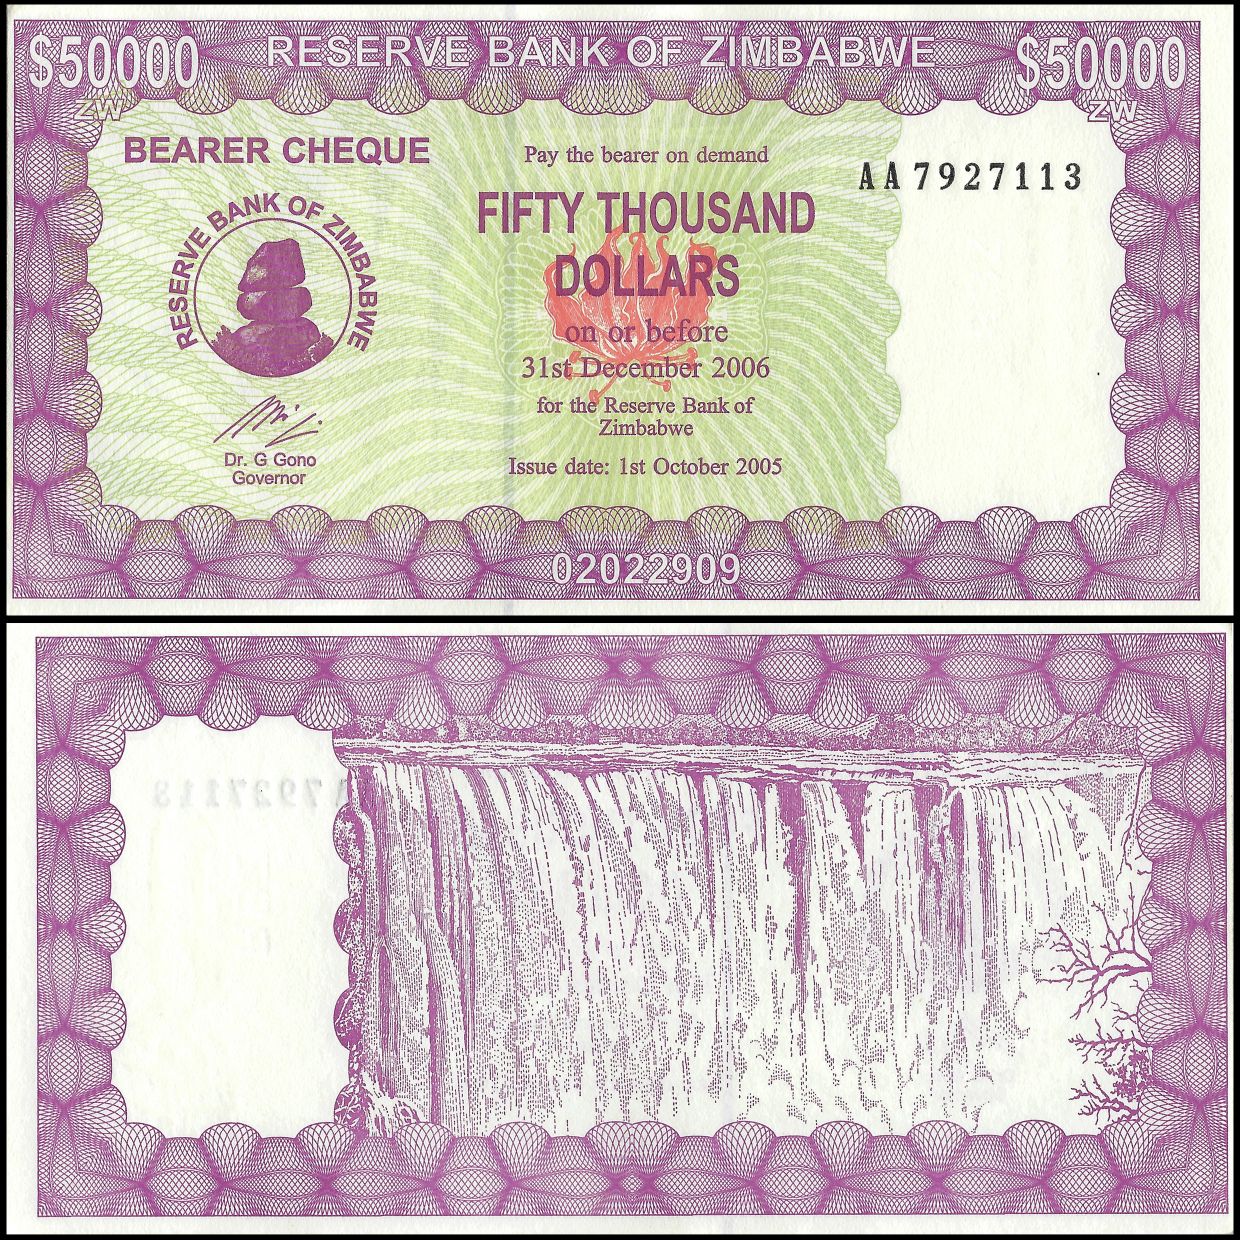 $50000 RESERVE BANK OF ZIMBABWE $50000
ZW ZW
BEARER CHEQUE
RESERVE BANK OF ZIMBABWE
Dr. G Gono
Governor
Pay the bearer on demand
FIFTY THOUSAND
DOLLARS
on or before
31st December 2006
for the Reserve Bank of
Zimbabwe
Issue date: 1st October 2005
AA7927113
02022909